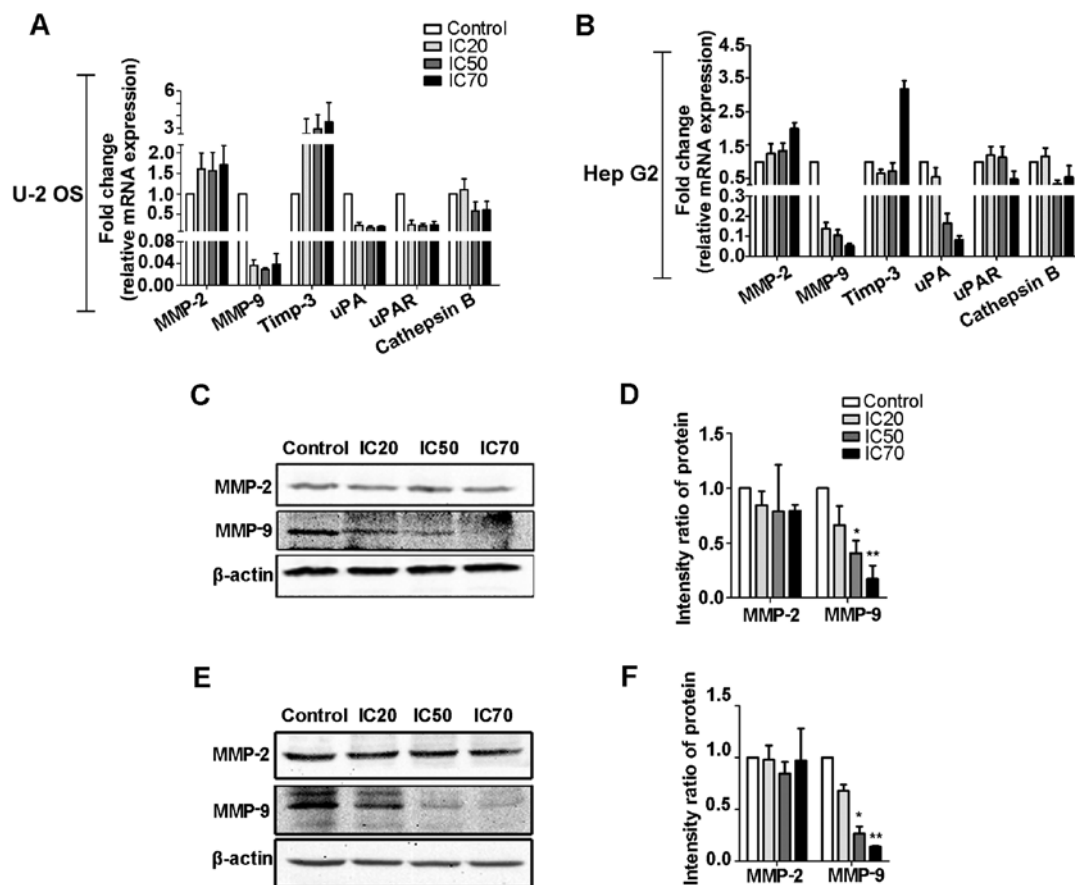 A
Control
IC20
IC50
IC70
U-2 OS
Fold change
(relative mRNA expression)
6
3
2.0
1.5
1.0
0.5
0.08
0.04
0.00
MMP-2
MMP-9
Timp-3
uPA
uPAR
Cathepsin B
B
Hep G2
Fold change
(relative mRNA expression)
4.5
3.5
2.5
1.5
0.5
0.3
0.2
0.1
0.0
MMP-2
MMP-9
Timp-3
uPA
uPAR
Cathepsin B
C
Control IC20 IC50 IC70
MMP-2
MMP-9
β-actin
D
Control
IC20
IC50
IC70
Intensity ratio of protein
1.5
1.0
0.5
0.0
* **
MMP-2 MMP-9
E
Control IC20 IC50 IC70
MMP-2
MMP-9
β-actin
F
Intensity ratio of protein
1.5
1.0
0.5
0.0
* **
MMP-2 MMP-9